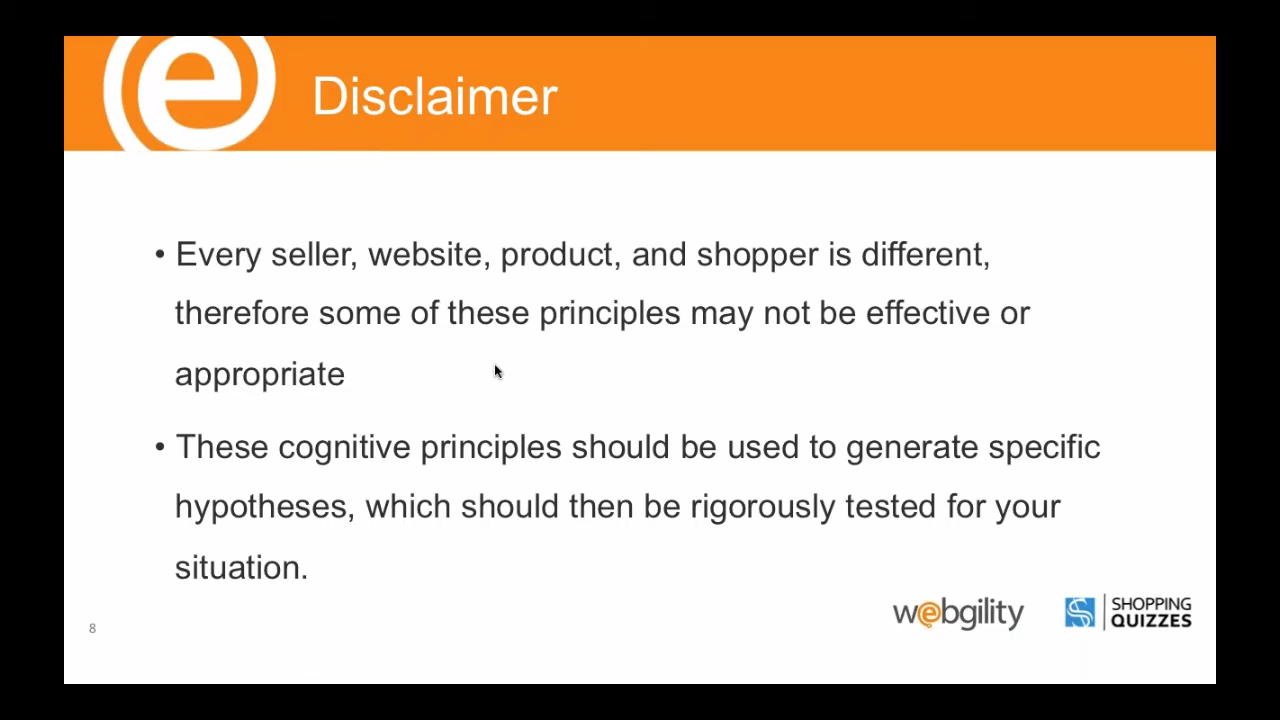 Disclaimer
• Every seller, website, product, and shopper is different,
therefore some of these principles may not be effective or
appropriate
• These cognitive principles should be used to generate specific
hypotheses, which should then be rigorously tested for your
situation.
8
webgility
SHOPPING
QUIZZES